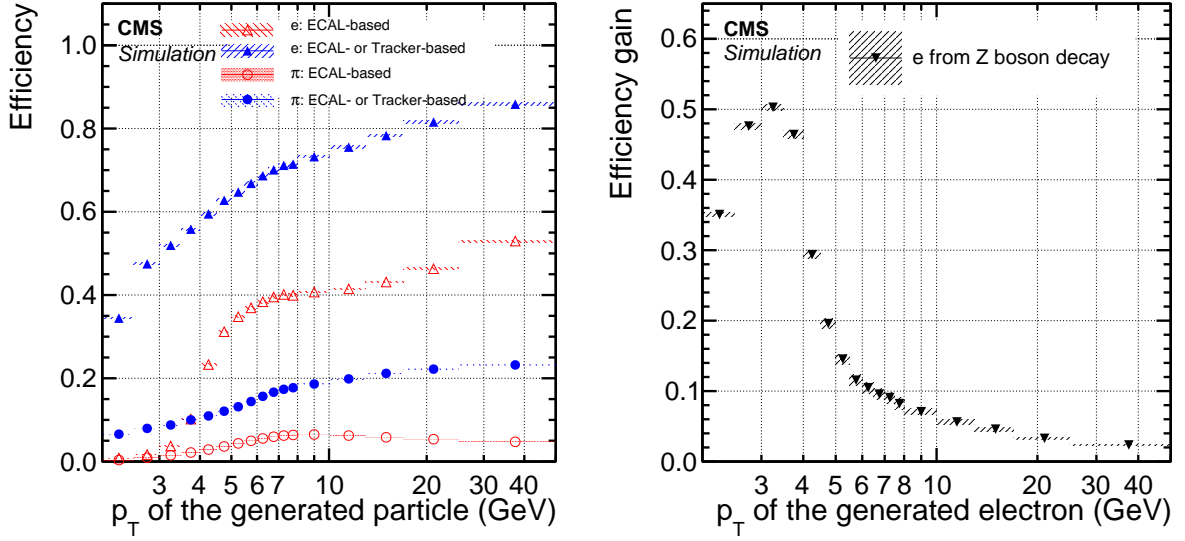 CMS
Simulation
e: ECAL-based
e: ECAL- or Tracker-based
π: ECAL-based
π: ECAL- or Tracker-based
Efficiency
1.0
0.8
0.6
0.4
0.2
0.0
3 4 5 6 7 10 20 30 40
p_T of the generated particle (GeV)
CMS
Simulation
e from Z boson decay
Efficiency gain
0.6
0.5
0.4
0.3
0.2
0.1
0.0
3 4 5 6 7 8 10 20 30 40
p_T of the generated electron (GeV)